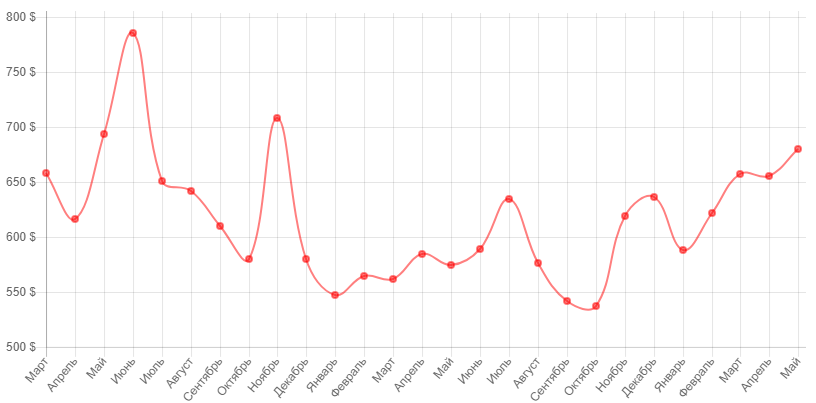 800 $
750 $
700 $
650 $
600 $
550 $
500 $
Март
Апрель
Май
Июнь
Июль
Август
Сентябрь
Октябрь
Ноябрь
Декабрь
Январь
Февраль
Март
Апрель
Май
Июнь
Июль
Август
Сентябрь
Октябрь
Ноябрь
Декабрь
Январь
Февраль
Март
Апрель
Май